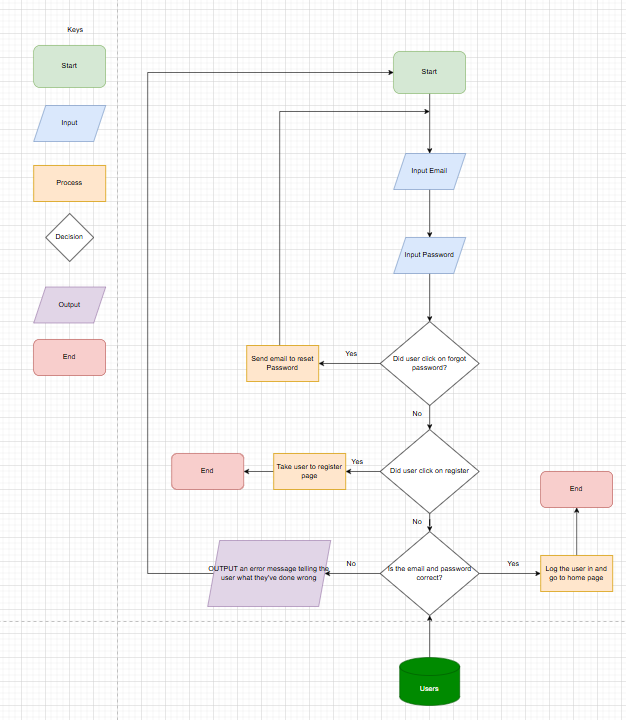 Keys
Start
Input
Process
Decision
Output
End
Start
Input Email
Input Password
Did user click on forgot
password?
Yes
Send email to reset
Password
No
Did user click on register
Yes
Take user to register
page
End
No
Is the email and password
correct?
No
OUTPUT an error message telling the
user what they've done wrong
Yes
Log the user in and
go to home page
End
Users